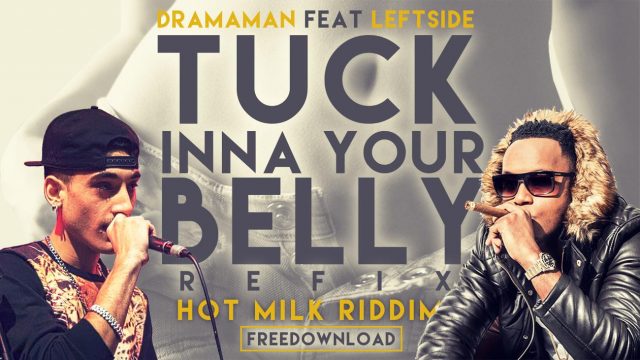 DRAMAMAN FEAT LEFTSIDE
TUCK
INNA YOUR
BELLY
REFIX
HOT MILK RIDDIM
FREEDOWNLOAD